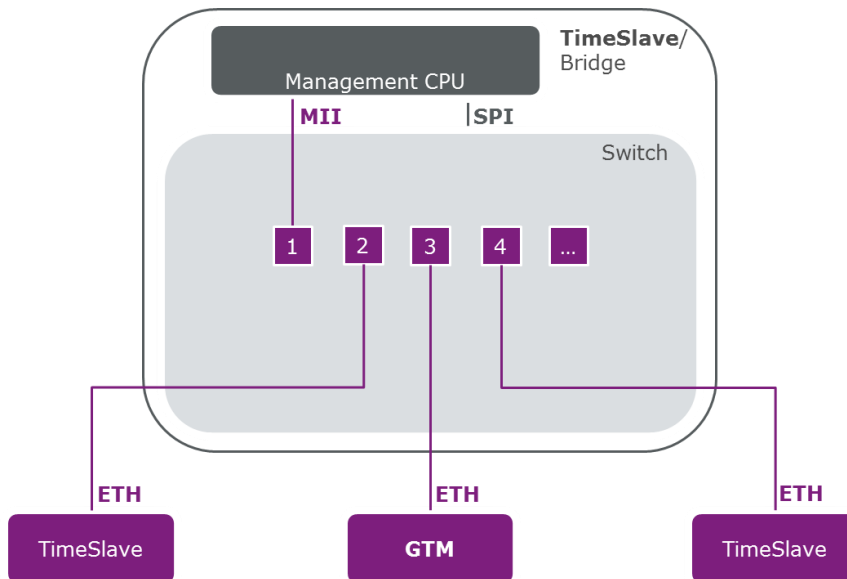 TimeSlave/
Bridge
Management CPU
MII
SPI
Switch
1
2
3
4
...
ETH
ETH
ETH
TimeSlave
GTM
TimeSlave